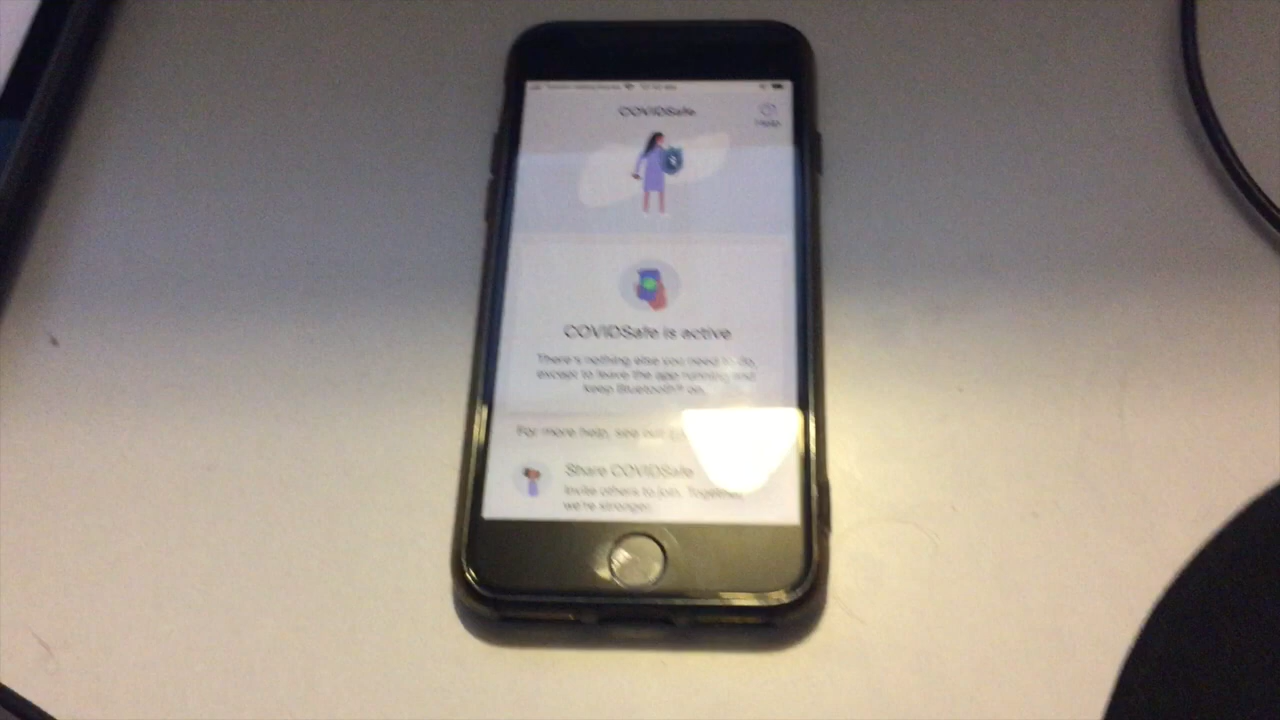 COVIDSafe
Help
COVIDSafe is active
There's nothing else you need to do,
except to leave the app running and
keep Bluetooth® on.
For more help, see our
Share COVIDSafe
Invite others to join. Together,
we're stronger.